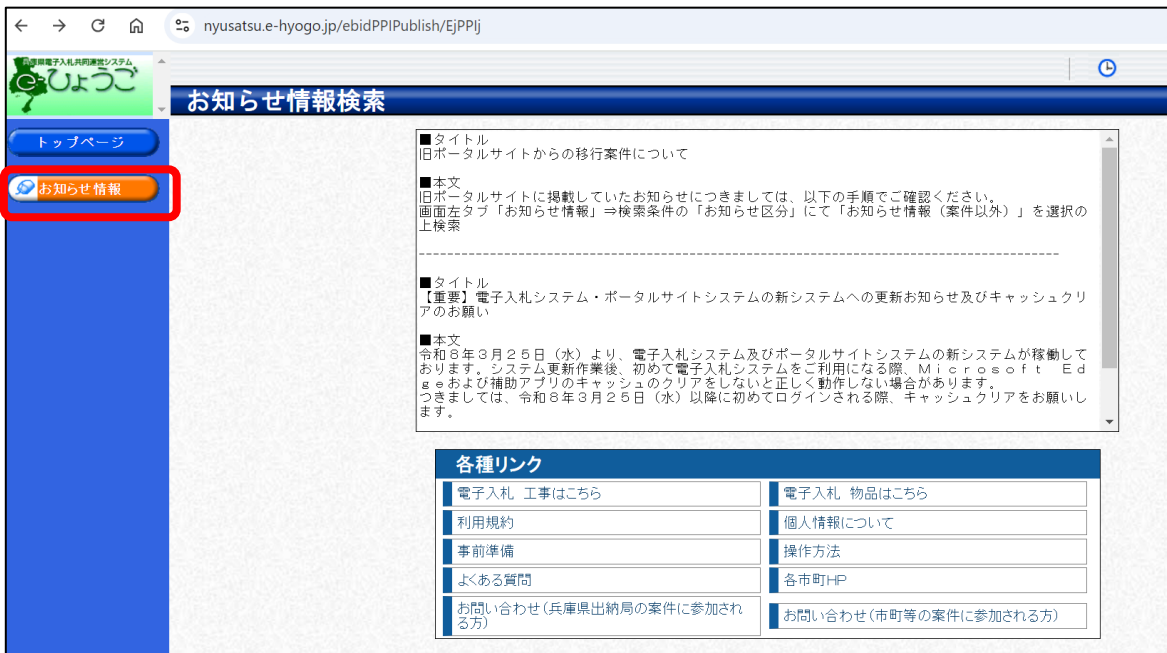 nyusatsu.e-hyogo.jp/ebidPPIPublish/EjPPIj
兵庫県電子入札共同運営システム
ひょうご
お知らせ情報検索
トップページ
お知らせ情報
■タイトル
旧ポータルサイトからの移行案件について
■本文
旧ポータルサイトに掲載していたお知らせにつきましては、以下の手順でご確認ください。
画面左タブ「お知らせ情報」⇒検索条件の「お知らせ区分」にて「お知らせ情報（案件以外）」を選択の
上検索
--------------------------------------------------------------------------------------------
■タイトル
【重要】電子入札システム・ポータルサイトシステムの新システムへの更新お知らせ及びキャッシュクリ
アのお願い
■本文
令和８年３月２５日（水）より、電子入札システム及びポータルサイトシステムの新システムが稼働して
おります。システム更新作業後、初めて電子入札システムをご利用になる際、Ｍｉｃｒｏｓｏｆｔ　Ｅｄ
ｇｅおよび補助アプリのキャッシュのクリアをしないと正しく動作しない場合があります。
つきましては、令和８年３月２５日（水）以降に初めてログインされる際、キャッシュクリアをお願いし
ます。
各種リンク
電子入札 工事はこちら
電子入札 物品はこちら
利用規約
個人情報について
事前準備
操作方法
よくある質問
各市町HP
お問い合わせ(兵庫県出納局の案件に参加され
る方)
お問い合わせ(市町等の案件に参加される方)